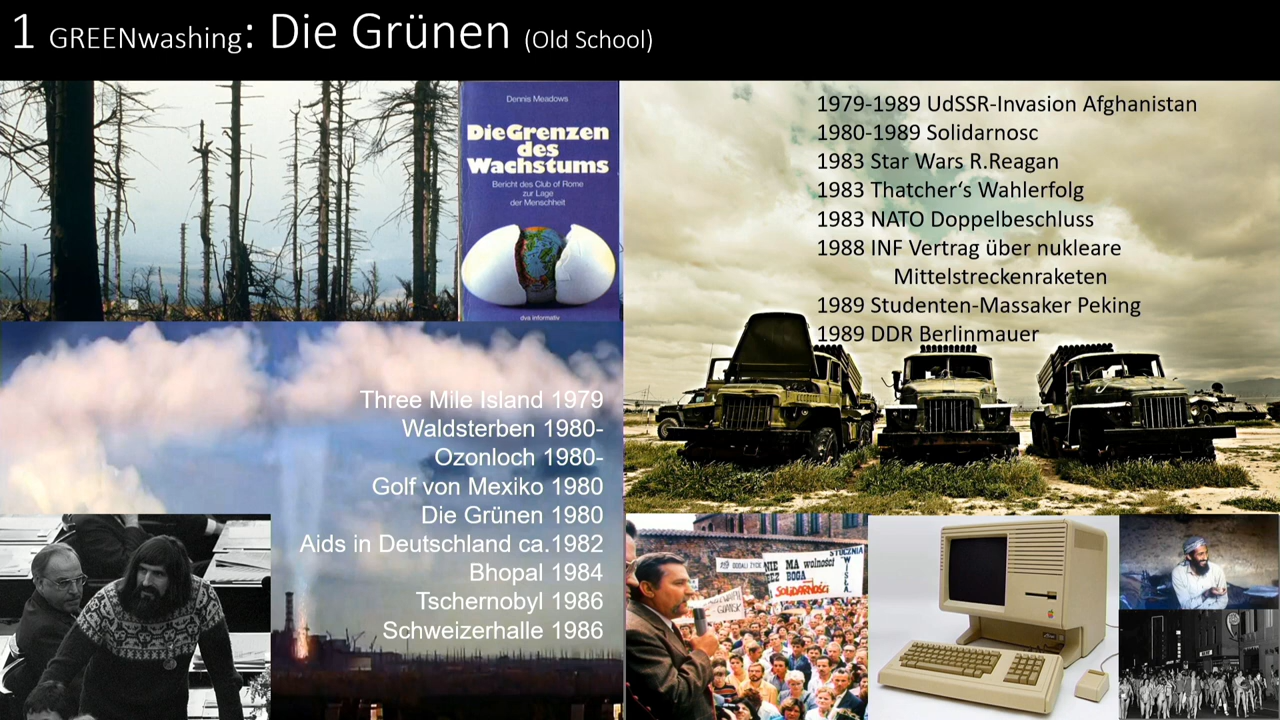 1 GREENwashing: Die Grünen (Old School)
Dennis Meadows
Die Grenzen
des
Wachstums
Bericht des Club of Rome
zur Lage
der Menschheit
dva informativ
1979-1989 UdSSR-Invasion Afghanistan
1980-1989 Solidarnosc
1983 Star Wars R.Reagan
1983 Thatcher‘s Wahlerfolg
1983 NATO Doppelbeschluss
1988 INF Vertrag über nukleare
Mittelstreckenraketen
1989 Studenten-Massaker Peking
1989 DDR Berlinmauer
Three Mile Island 1979
Waldsterben 1980-
Ozonloch 1980-
Golf von Mexiko 1980
Die Grünen 1980
Aids in Deutschland ca.1982
Bhopal 1984
Tschernobyl 1986
Schweizerhalle 1986
NIE MA wolności
BEZ BOGA
SOLIDARNOŚĆ
STOCZNIA
GDAŃSK